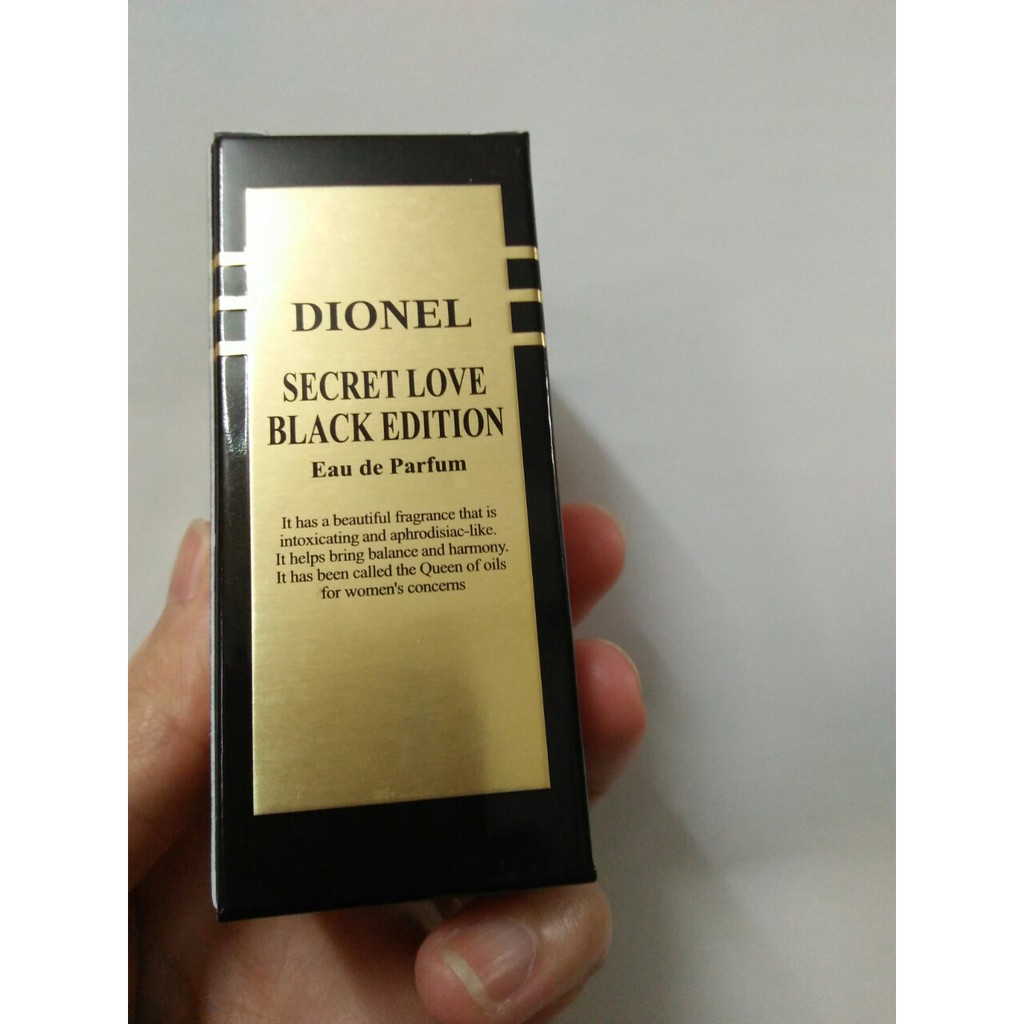 DIONEL
SECRET LOVE
BLACK EDITION
Eau de Parfum
It has a beautiful fragrance that is
intoxicating and aphrodisiac-like.
It helps bring balance and harmony.
It has been called the Queen of oils
for women's concerns